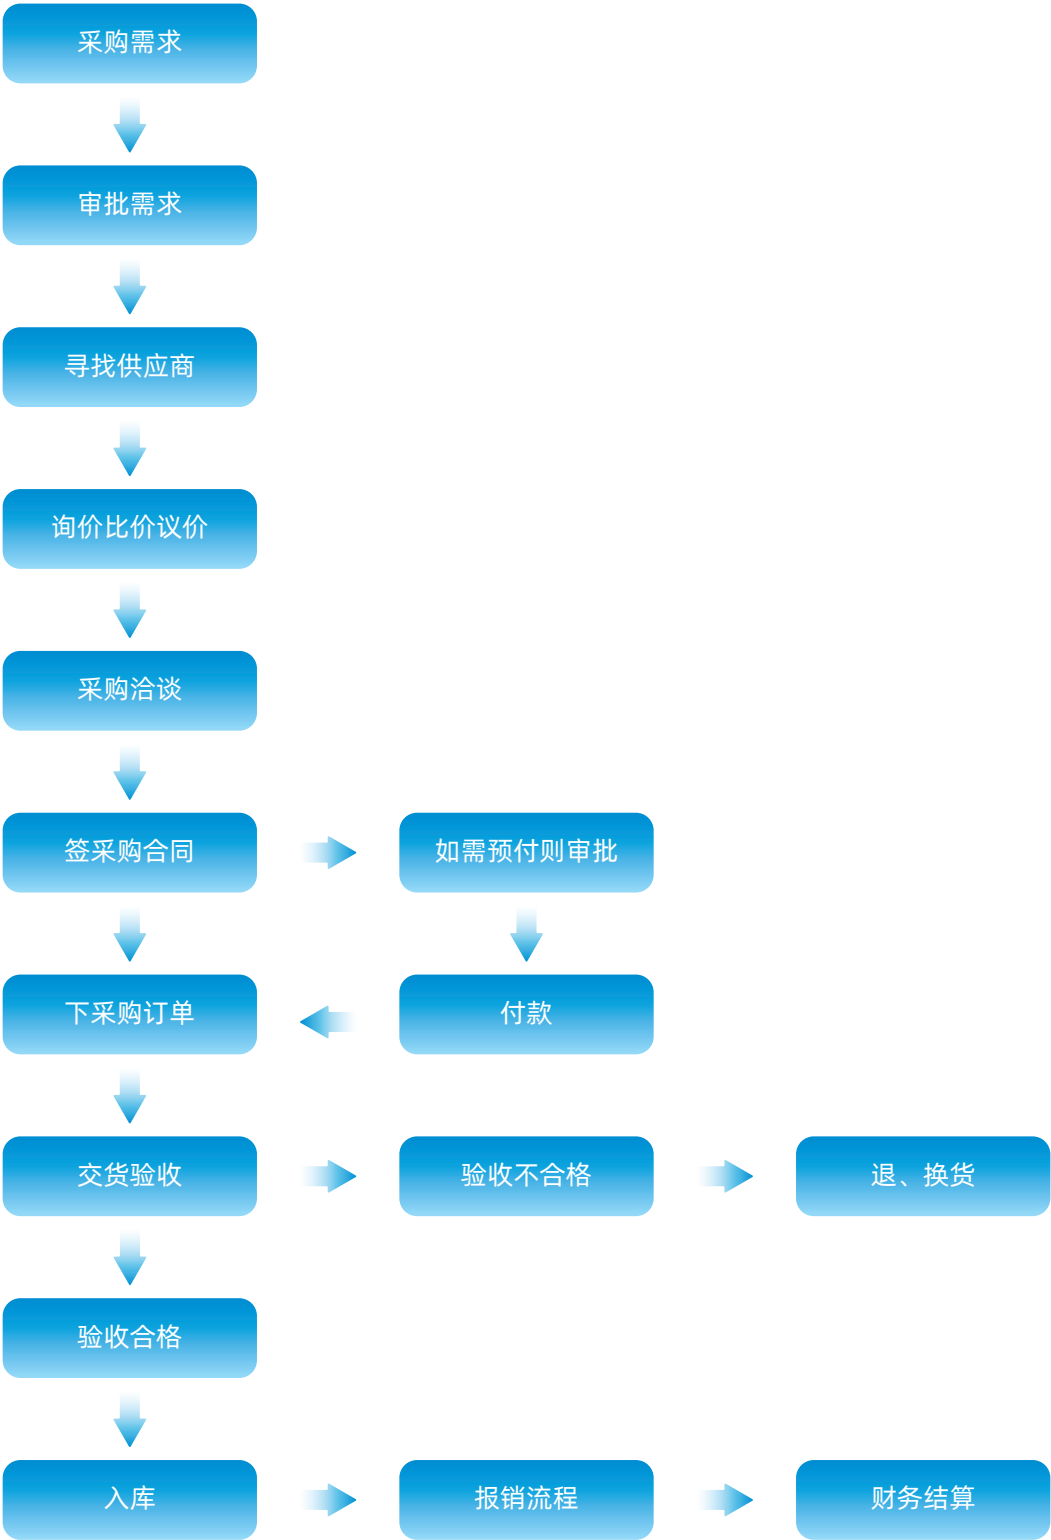 采购需求
审批需求
寻找供应商
询价比价议价
采购洽谈
签采购合同
如需预付则审批
下采购订单
付款
交货验收
验收不合格
退、换货
验收合格
入库
报销流程
财务结算